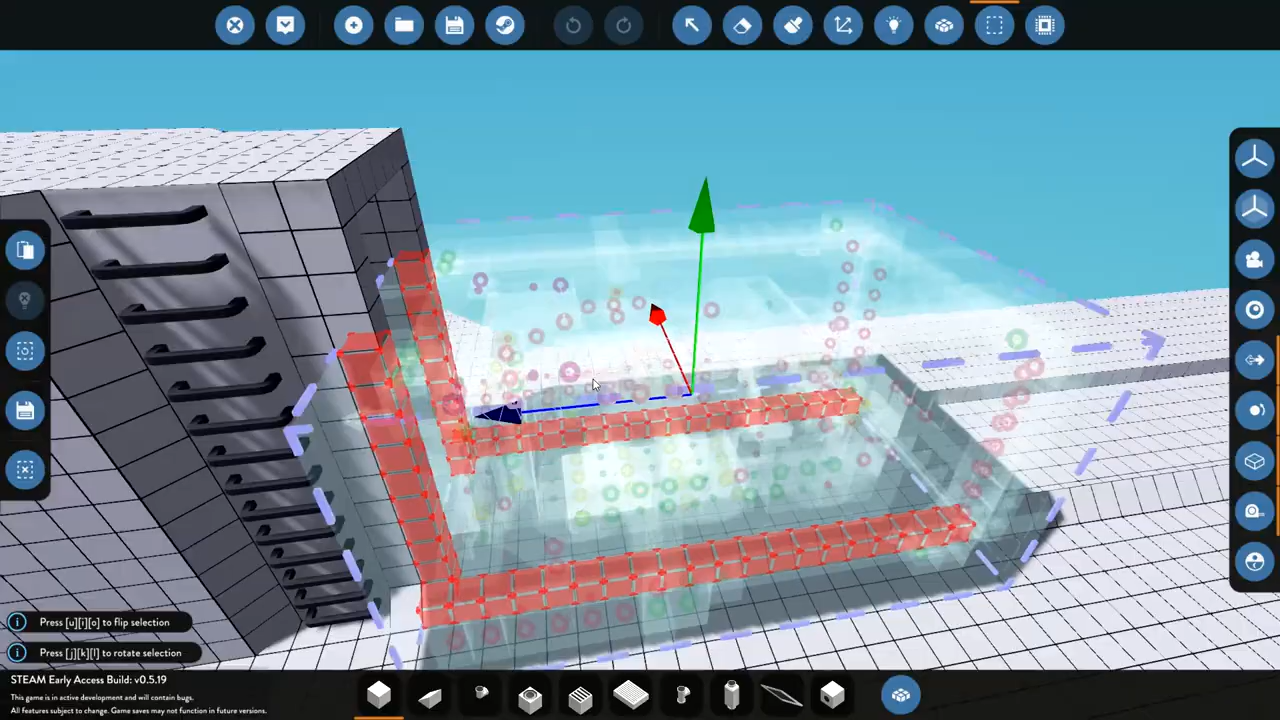 Press [u][i][o] to flip selection
Press [j][k][l] to rotate selection
STEAM Early Access Build: v0.5.19
This game is in active development and will contain bugs.
All features subject to change. Game saves may not function in future versions.